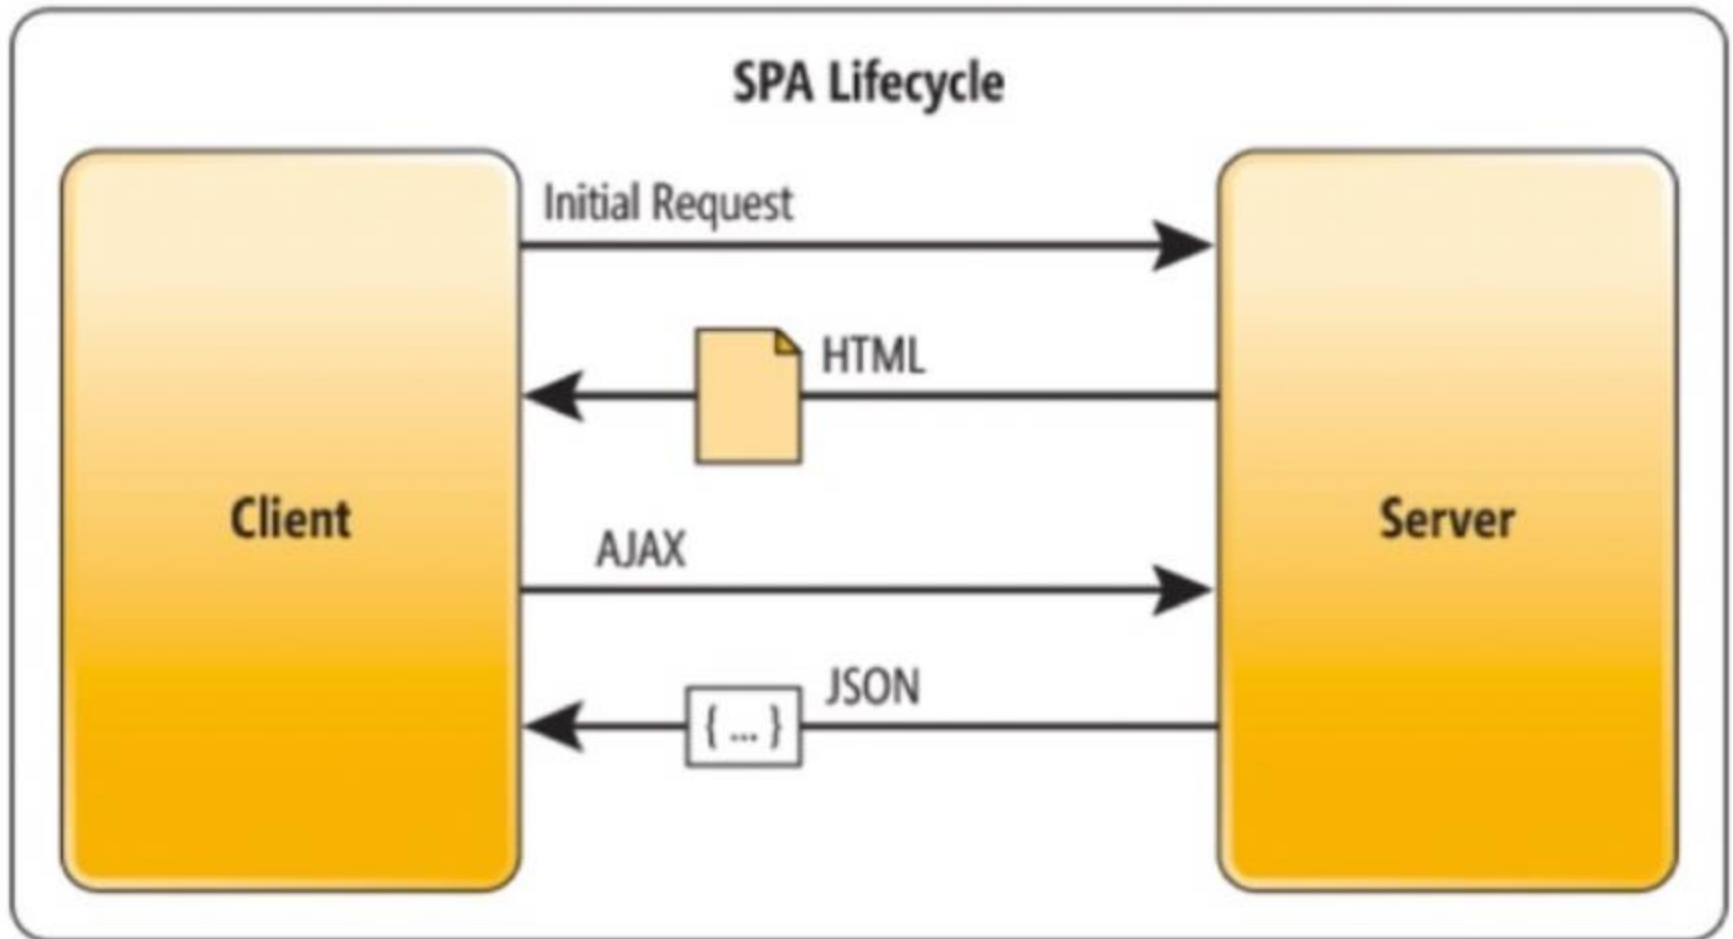 SPA Lifecycle
Initial Request
HTML
Client
Server
AJAX
JSON
{ ... }